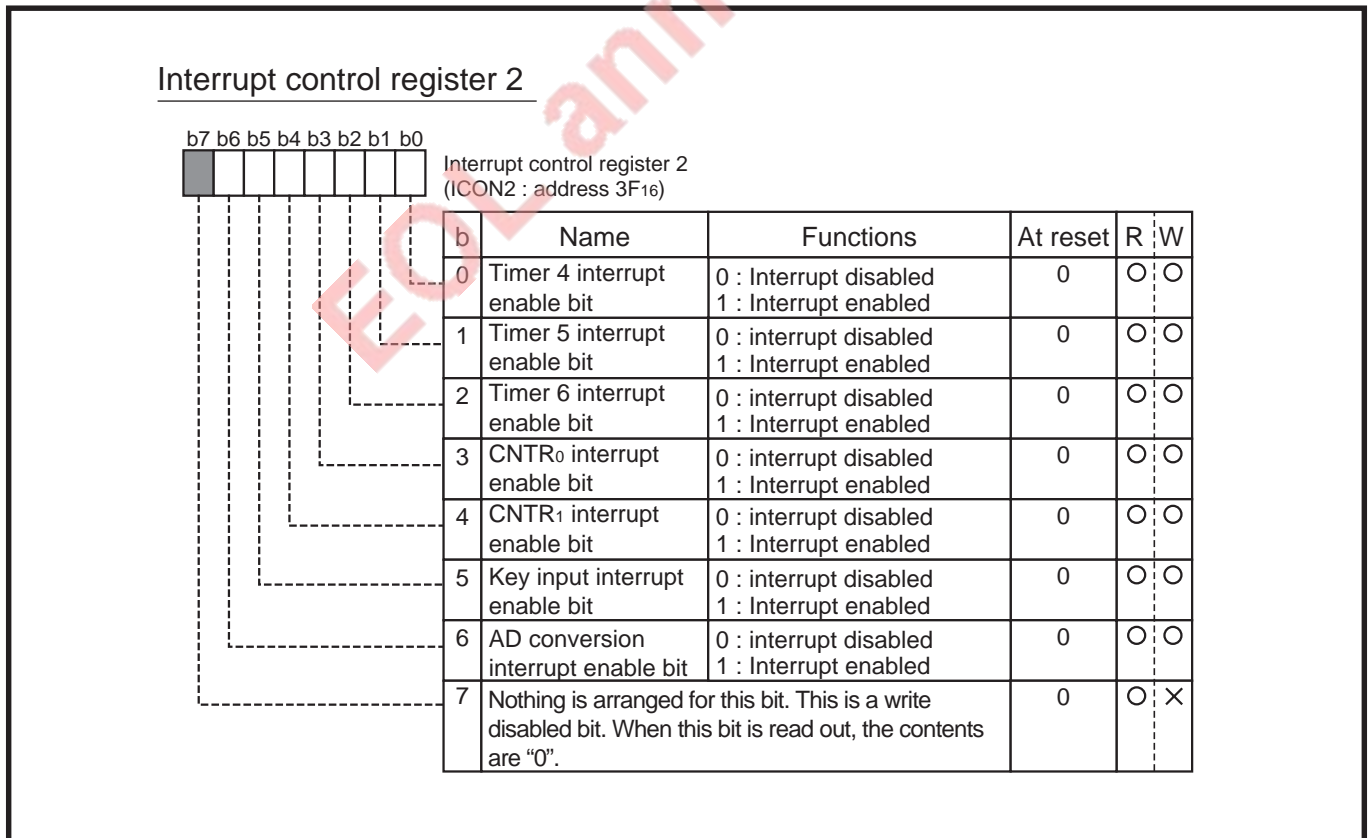 EOL ann
Interrupt control register 2
b7 b6 b5 b4 b3 b2 b1 b0
Interrupt control register 2
(ICON2 : address 3F16)
b Name Functions At reset R W
0 Timer 4 interrupt enable bit 0 : Interrupt disabled 0 O O
1 : Interrupt enabled
1 Timer 5 interrupt enable bit 0 : interrupt disabled 0 O O
1 : Interrupt enabled
2 Timer 6 interrupt enable bit 0 : interrupt disabled 0 O O
1 : Interrupt enabled
3 CNTR0 interrupt enable bit 0 : interrupt disabled 0 O O
1 : Interrupt enabled
4 CNTR1 interrupt enable bit 0 : interrupt disabled 0 O O
1 : Interrupt enabled
5 Key input interrupt enable bit 0 : interrupt disabled 0 O O
1 : Interrupt enabled
6 AD conversion interrupt enable bit 0 : interrupt disabled 0 O O
1 : Interrupt enabled
7 Nothing is arranged for this bit. This is a write 0 O ×
disabled bit. When this bit is read out, the contents
are “0”.